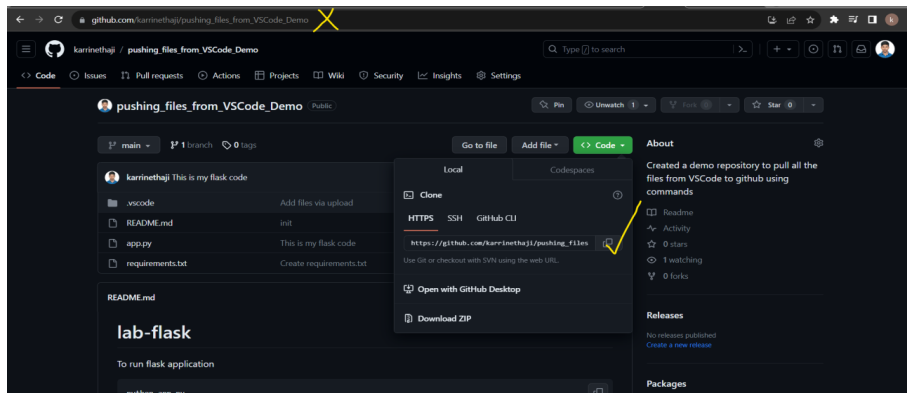 github.com/karrinethaji/pushing_files_from_VSCode_Demo
karrinethaji / pushing_files_from_VSCode_Demo
Type / to search
Code Issues Pull requests Actions Projects Wiki Security Insights Settings
pushing_files_from_VSCode_Demo Public
Pin Unwatch 1 Fork 0 Star 0
main 1 branch 0 tags
Go to file Add file Code
karrinethaji This is my flask code
.vscode Add files via upload
README.md init
app.py This is my flask code
requirements.txt Create requirements.txt
Local Codespaces
Clone
HTTPS SSH GitHub CLI
https://github.com/karrinethaji/pushing_files
Use Git or checkout with SVN using the web URL.
Open with GitHub Desktop
Download ZIP
README.md
lab-flask
To run flask application
python app.py
About
Created a demo repository to pull all the
files from VSCode to github using
commands
Readme
Activity
0 stars
1 watching
0 forks
Releases
No releases published
Create a new release
Packages